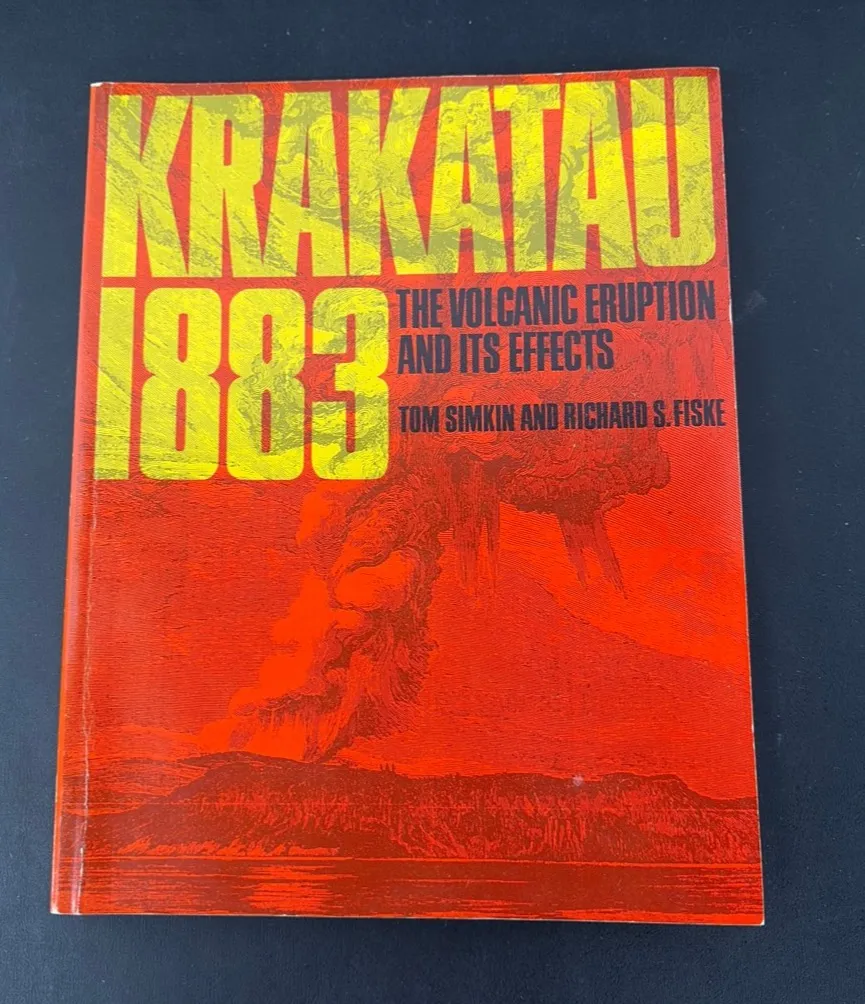 KRAKATAU
1883
THE VOLCANIC ERUPTION
AND ITS EFFECTS
TOM SIMKIN AND RICHARD S. FISKE